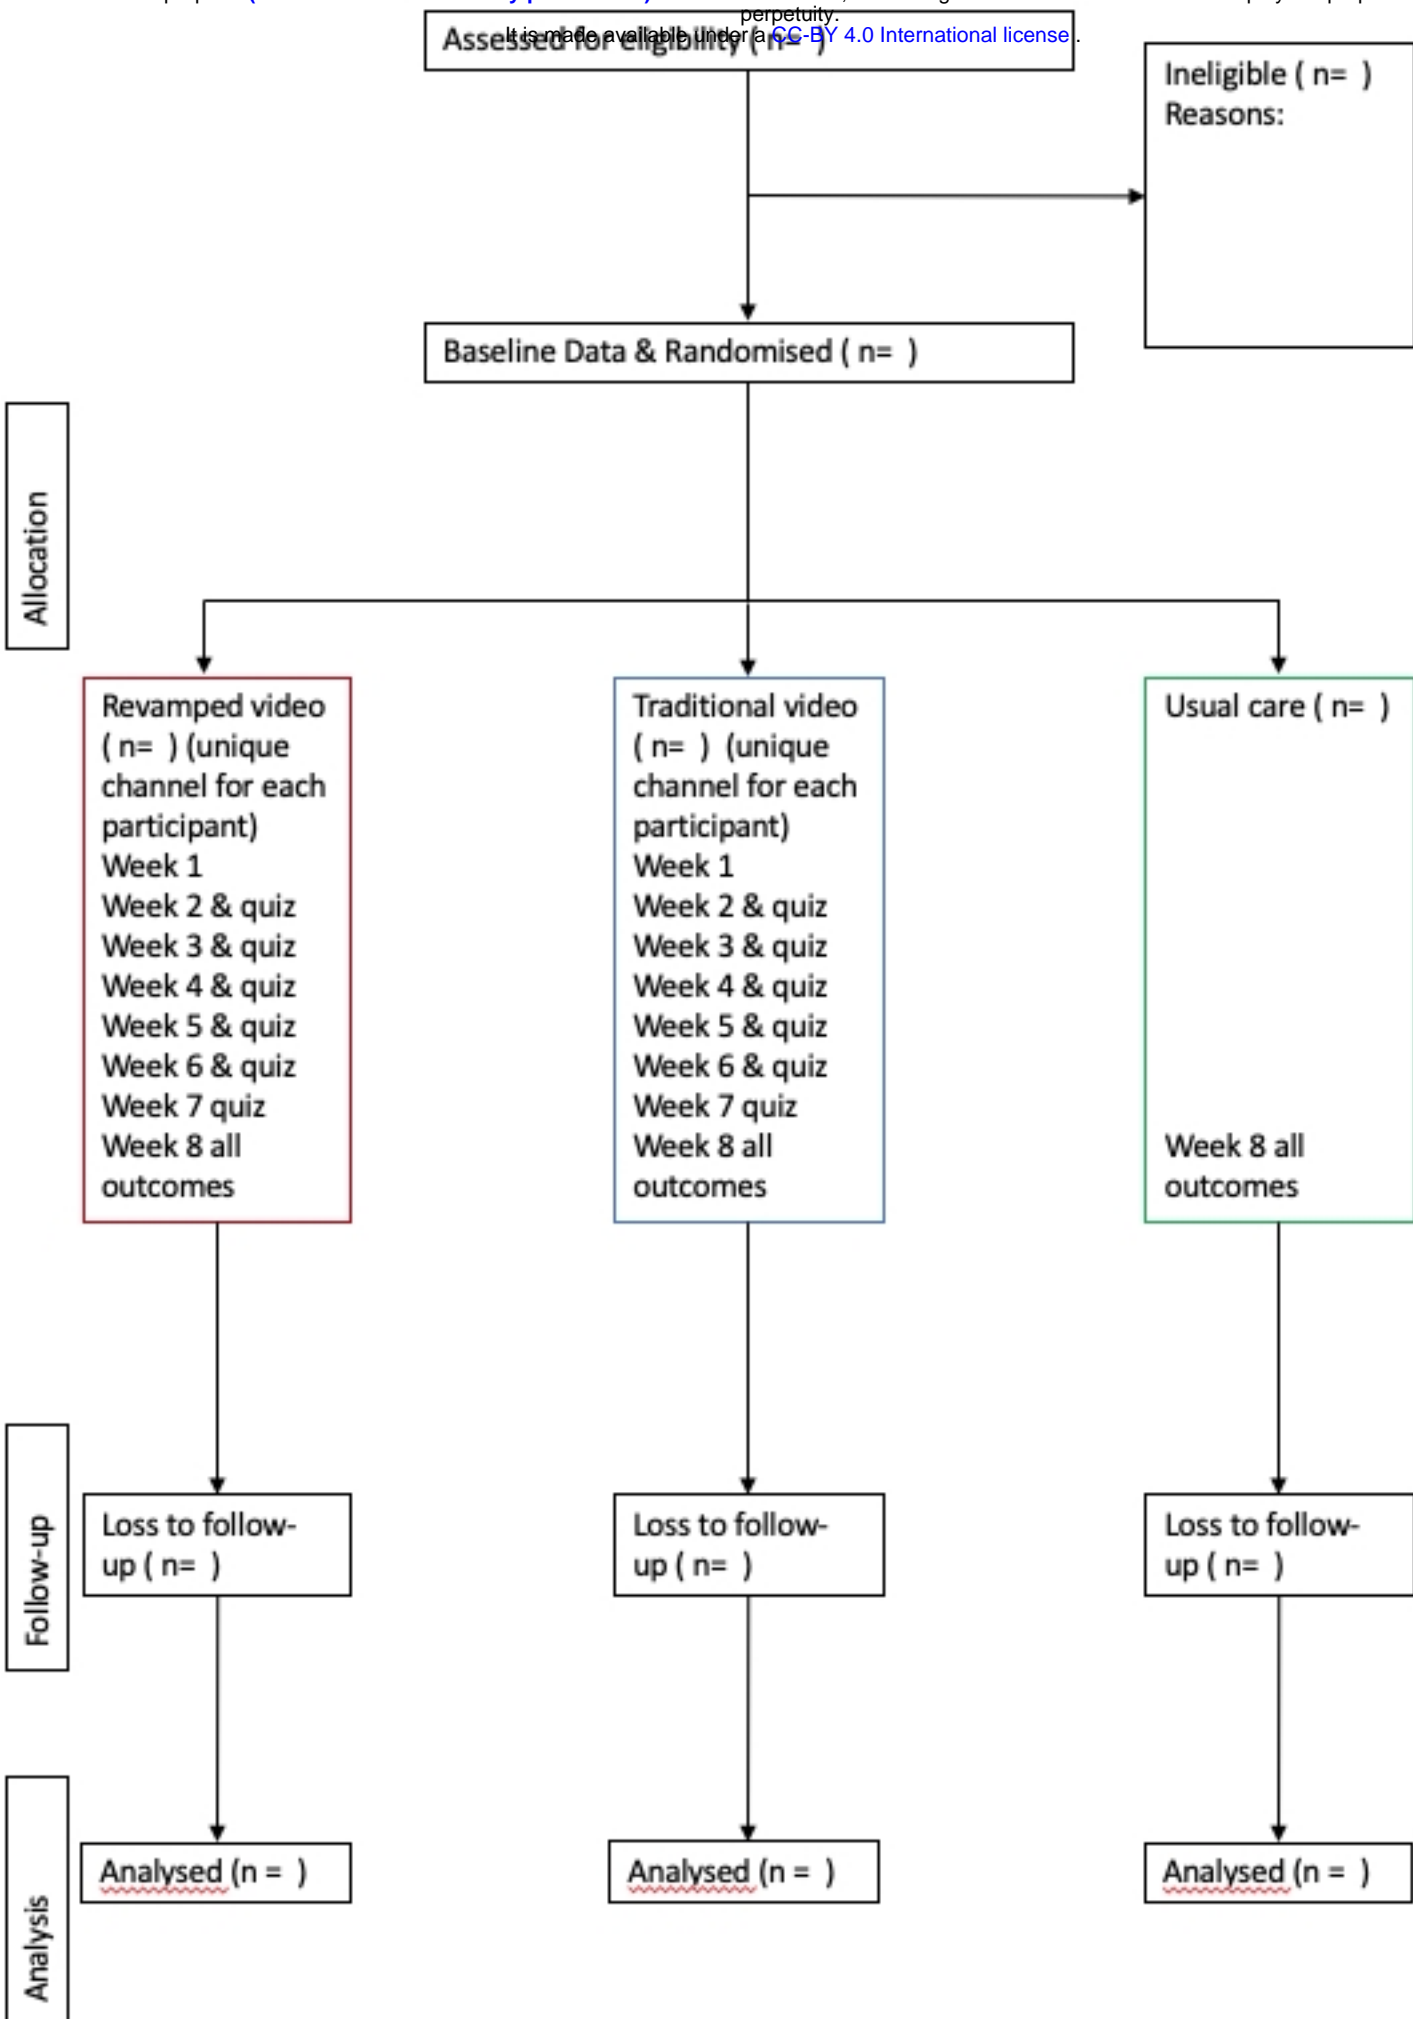 perpetuity.
It is made available under a CC-BY 4.0 International license .
Assessed for eligibility ( n=  )
Ineligible ( n=  )
Reasons:
Baseline Data & Randomised ( n=  )
Allocation
Revamped video
( n=  ) (unique
channel for each
participant)
Week 1
Week 2 & quiz
Week 3 & quiz
Week 4 & quiz
Week 5 & quiz
Week 6 & quiz
Week 7 quiz
Week 8 all
outcomes
Traditional video
( n=  )  (unique
channel for each
participant)
Week 1
Week 2 & quiz
Week 3 & quiz
Week 4 & quiz
Week 5 & quiz
Week 6 & quiz
Week 7 quiz
Week 8 all
outcomes
Usual care ( n=  )
Week 8 all
outcomes
Follow-up
Loss to follow-
up ( n=  )
Loss to follow-
up ( n=  )
Loss to follow-
up ( n=  )
Analysis
Analysed (n =  )
Analysed (n =  )
Analysed (n =  )